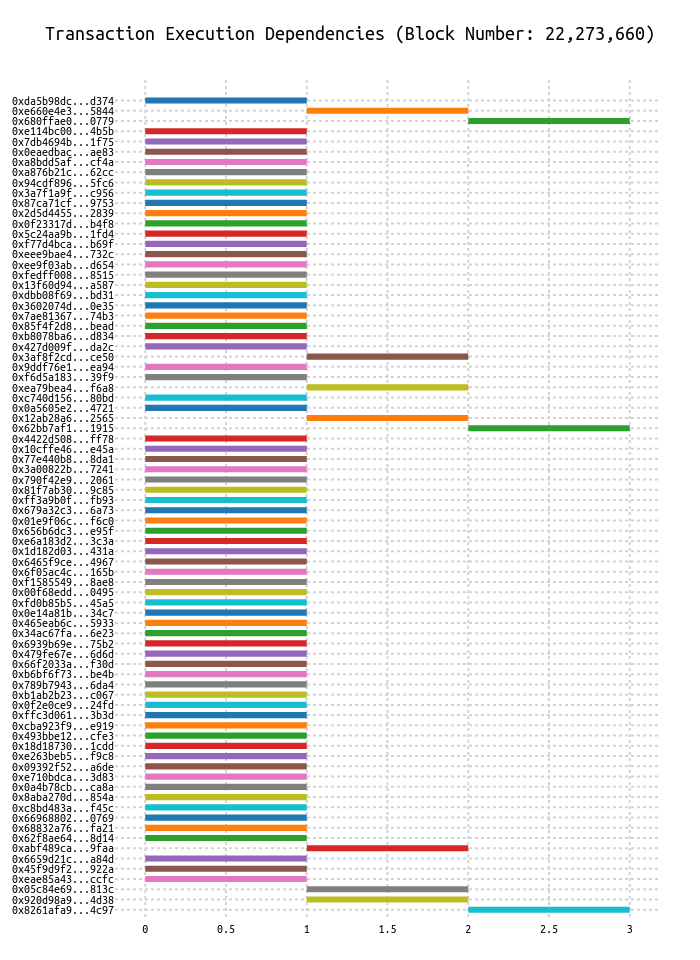 Transaction Execution Dependencies (Block Number: 22,273,660)
0xda5b98dc...d374
0xe660e4e3...5844
0x680ffae0...0779
0xe114bc00...4b5b
0x7db4694b...1f75
0x0eaedbac...ae83
0xa8bdd5af...cf4a
0xa876b21c...62cc
0x94cdf896...5fc6
0x3a7f1a9f...c956
0x87ca71cf...9753
0x2d5d4455...2839
0x0f23317d...b4f8
0x5c24aa9b...1fd4
0xf77d4bca...b69f
0xeee9bae4...732c
0xee9f03ab...d654
0xfedff008...8515
0x13f60d94...a587
0xdbb08f69...bd31
0x3602074d...0e35
0x7ae81367...74b3
0x85f4f2d8...bead
0xb8078ba6...d834
0x427d009f...da2c
0x3af8f2cd...ce50
0x9ddf76e1...ea94
0xf6d5a183...39f9
0xea79bea4...f6a8
0xc740d156...80bd
0x0a5605e2...4721
0x12ab28a6...2565
0x62bb7af1...1915
0x4422d508...ff78
0x10cffe46...e45a
0x77e440b8...8da1
0x3a00822b...7241
0x790f42e9...2061
0x81f7ab30...9c85
0xff3a9b0f...fb93
0x679a32c3...6a73
0x01e9f06c...f6c0
0x656b6dc3...e95f
0xe6a183d2...3c3a
0x1d182d03...431a
0x6465f9ce...4967
0x6f05ac4c...165b
0xf1585549...8ae8
0x00f68edd...0495
0xfd0b85b5...45a5
0x0e14a81b...34c7
0x465eab6c...5933
0x34ac67fa...6e23
0x6939b69e...75b2
0x479fe67e...6d6d
0x66f2033a...f30d
0xb6bf6f73...be4b
0x789b7943...6da4
0xb1ab2b23...c067
0x0f2e0ce9...24fd
0xffc3d061...3b3d
0xcba923f9...e919
0x493bbe12...cfe3
0x18d18730...1cdd
0xe263beb5...f9c8
0x09392f52...a6de
0xe710bdca...3d83
0x0a4b78cb...ca8a
0x8aba270d...854a
0xc8bd483a...f45c
0x66968802...0769
0x68832a76...fa21
0x62f8ae64...8d14
0xabf489ca...9faa
0x6659d21c...a84d
0x45f9d9f2...922a
0xeae85a43...ccfc
0x05c84e69...813c
0x920d98a9...4d38
0x8261afa9...4c97
0 0.5 1 1.5 2 2.5 3